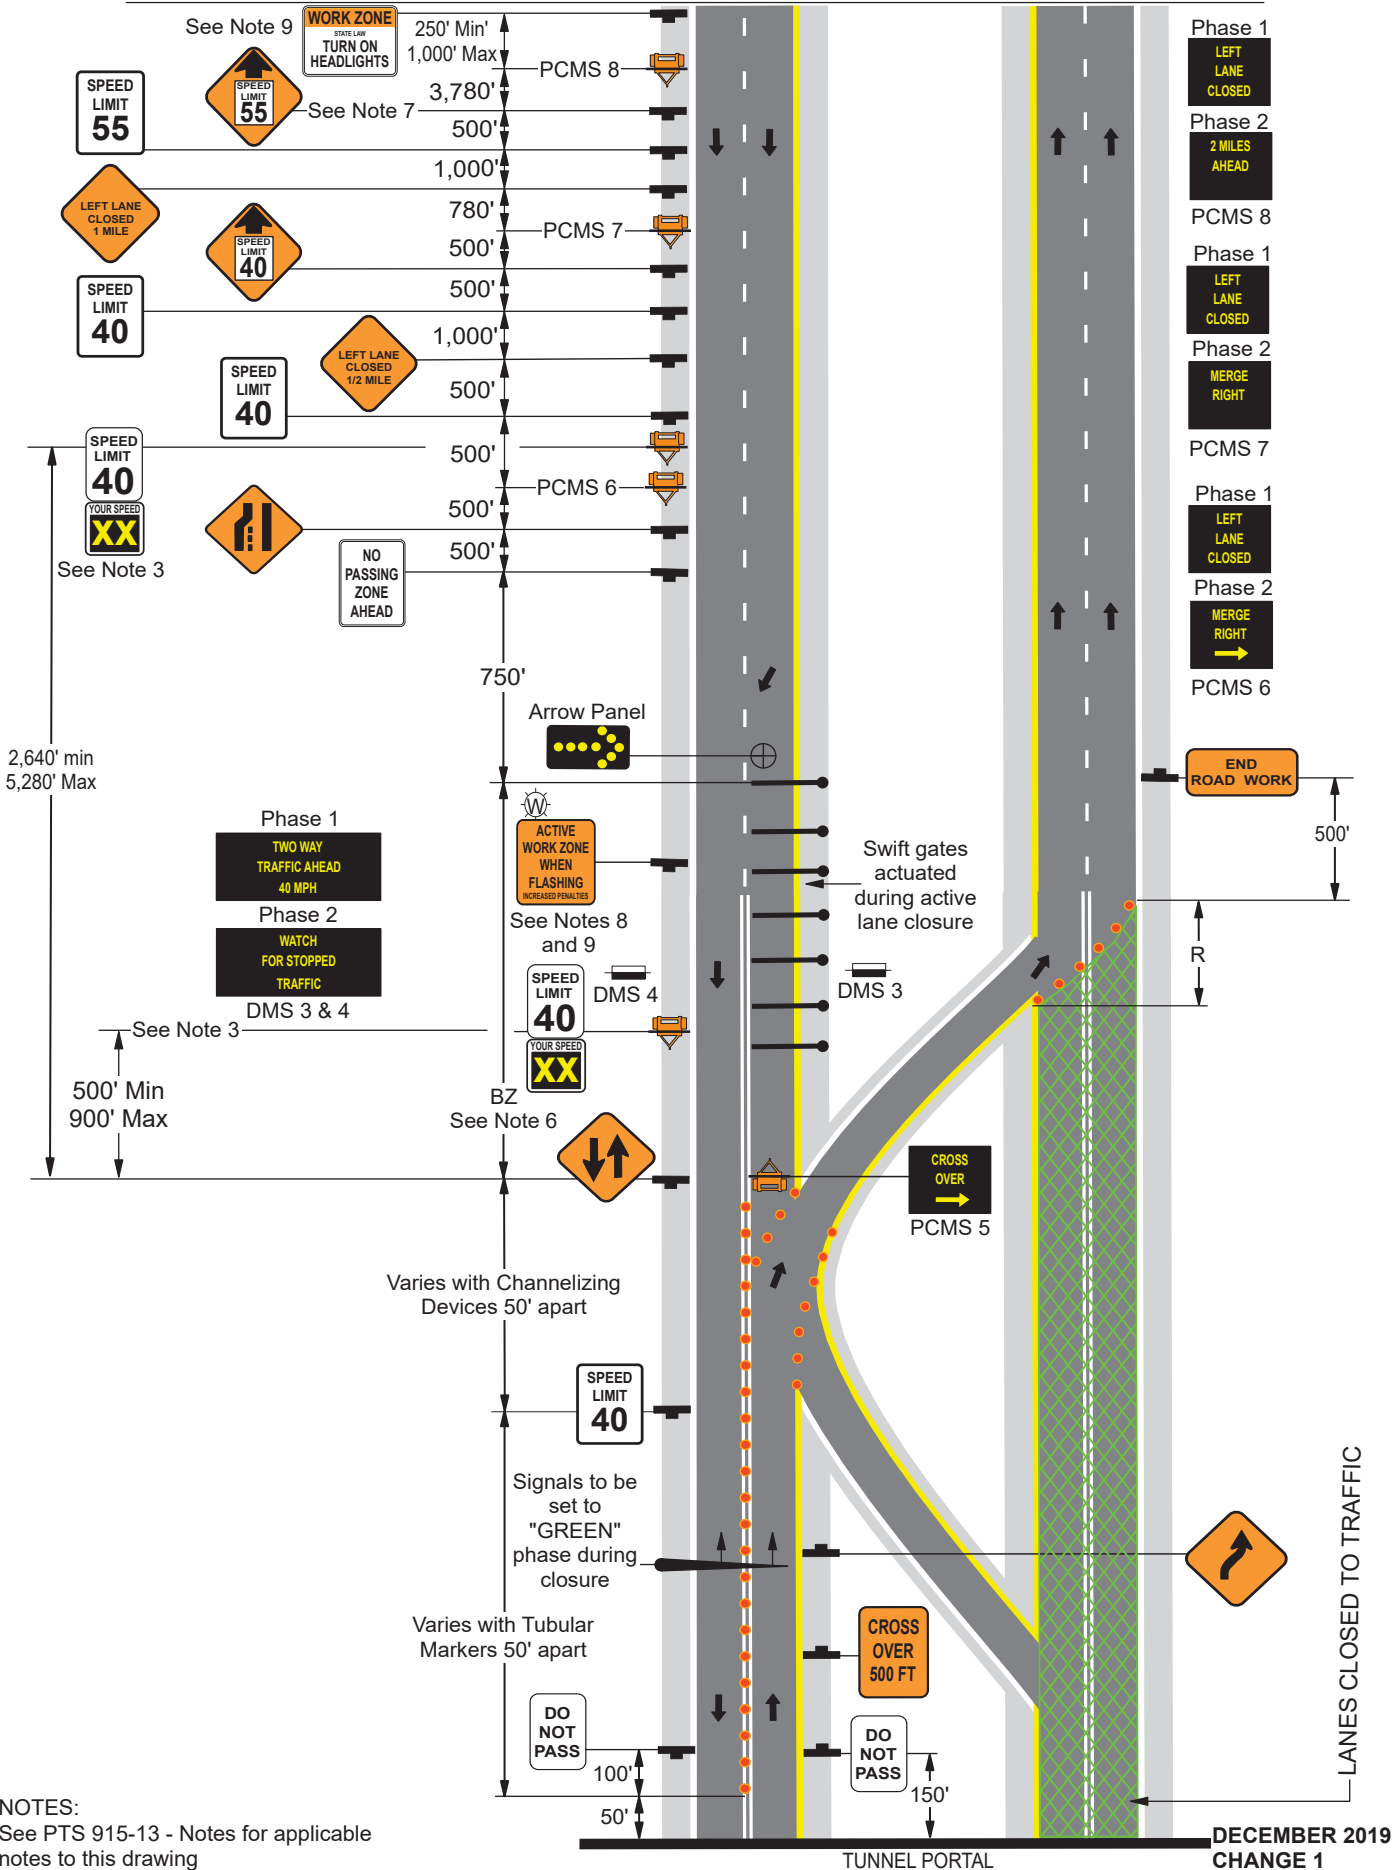 See Note 9
WORK ZONE
STATE LAW
TURN ON
HEADLIGHTS
250' Min'
1,000' Max
PCMS 8
3,780'
SPEED
LIMIT
55
SPEED
LIMIT
55
See Note 7
500'
1,000'
LEFT LANE
CLOSED
1 MILE
780'
PCMS 7
SPEED
LIMIT
40
500'
SPEED
LIMIT
40
500'
1,000'
LEFT LANE
CLOSED
1/2 MILE
SPEED
LIMIT
40
500'
SPEED
LIMIT
40
YOUR SPEED
XX
See Note 3
500'
PCMS 6
500'
500'
NO
PASSING
ZONE
AHEAD
750'
Arrow Panel
2,640' min
5,280' Max
Phase 1
TWO WAY
TRAFFIC AHEAD
40 MPH
Phase 2
WATCH
FOR STOPPED
TRAFFIC
DMS 3 & 4
W
ACTIVE
WORK ZONE
WHEN
FLASHING
INCREASED PENALTIES
See Notes 8
and 9
SPEED
LIMIT
40
YOUR SPEED
XX
DMS 4
See Note 3
500' Min
900' Max
BZ
See Note 6
Swift gates
actuated
during active
lane closure
DMS 3
CROSS
OVER
PCMS 5
Varies with Channelizing
Devices 50' apart
SPEED
LIMIT
40
Signals to be
set to
"GREEN"
phase during
closure
Varies with Tubular
Markers 50' apart
CROSS
OVER
500 FT
DO
NOT
PASS
100'
50'
DO
NOT
PASS
150'
Phase 1
LEFT
LANE
CLOSED
Phase 2
2 MILES
AHEAD
PCMS 8
Phase 1
LEFT
LANE
CLOSED
Phase 2
MERGE
RIGHT
PCMS 7
Phase 1
LEFT
LANE
CLOSED
Phase 2
MERGE
RIGHT
PCMS 6
END
ROAD WORK
500'
R
LANES CLOSED TO TRAFFIC
NOTES:
See PTS 915-13 - Notes for applicable
notes to this drawing
TUNNEL PORTAL
DECEMBER 2019
CHANGE 1